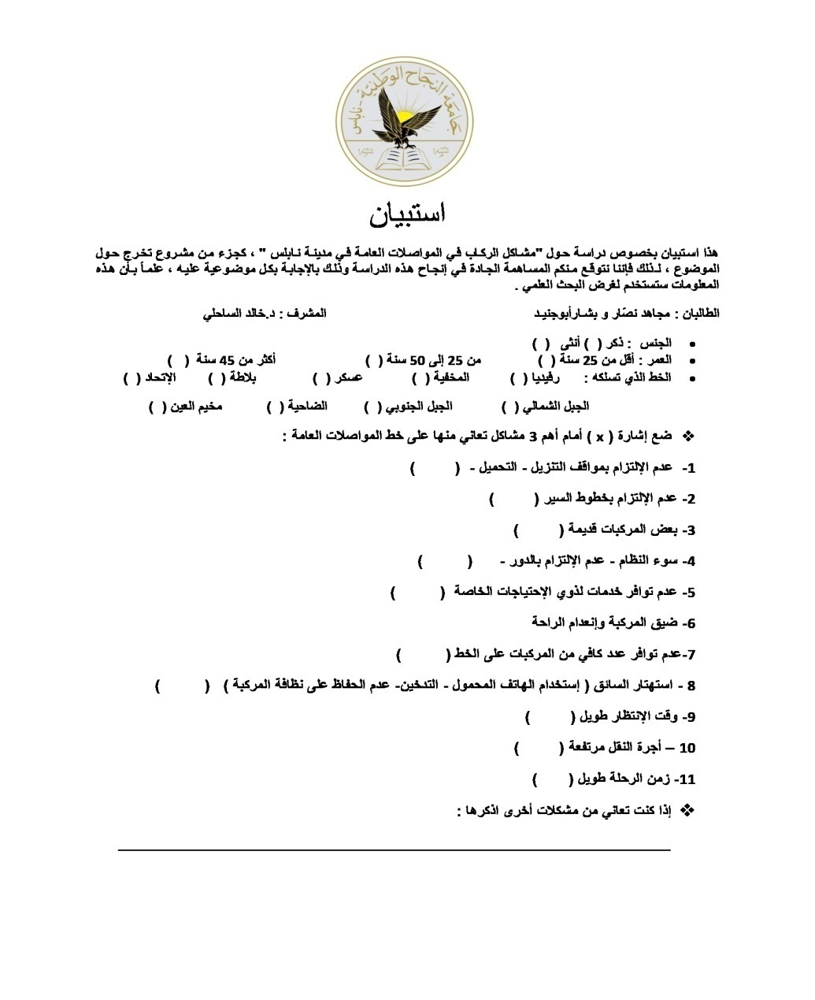 جامعة النجاح الوطنية - نابلس
استبيان
هذا استبيان بخصوص دراسة حول "مشاكل الركاب في المواصلات العامة في مدينة نابلس " ، كجزء من مشروع تخرج حول
الموضوع ، لذلك فإننا نتوقع منكم المساهمة الجادة في إنجاح هذه الدراسة وذلك بالإجابة بكل موضوعية عليه ، علماً بأن هذه
المعلومات ستستخدم لغرض البحث العلمي .
الطالبان : مجاهد نصّار و بشارأبوجنيد المشرف : د.خالد الساحلي
• الجنس : ذكر ( ) أنثى ( )
• العمر : أقل من 25 سنة ( ) من 25 إلى 50 سنة ( ) أكثر من 45 سنة ( )
• الخط الذي تسلكه : رفيديا ( ) المخفية ( ) عسكر ( ) بلاطة ( ) الإتحاد ( )
الجبل الشمالي ( ) الجبل الجنوبي ( ) الضاحية ( ) مخيم العين ( )
❖ ضع إشارة ( x ) أمام أهم 3 مشاكل تعاني منها على خط المواصلات العامة :
1- عدم الإلتزام بمواقف التنزيل - التحميل - ( )
2- عدم الإلتزام بخطوط السير ( )
3- بعض المركبات قديمة ( )
4- سوء النظام - عدم الإلتزام بالدور - ( )
5- عدم توافر خدمات لذوي الإحتياجات الخاصة ( )
6- ضيق المركبة وإنعدام الراحة
7-عدم توافر عدد كافي من المركبات على الخط ( )
8 - استهتار السائق ( إستخدام الهاتف المحمول - التدخين- عدم الحفاظ على نظافة المركبة ) ( )
9- وقت الإنتظار طويل ( )
10 – أجرة النقل مرتفعة ( )
11- زمن الرحلة طويل ( )
❖ إذا كنت تعاني من مشكلات أخرى اذكرها :